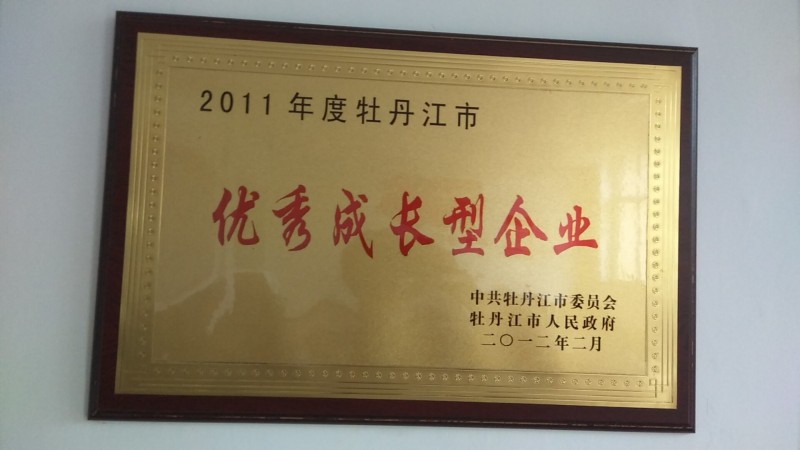 2011年度牡丹江市
优秀成长型企业
中共牡丹江市委员会
牡丹江市人民政府
二〇一二年二月